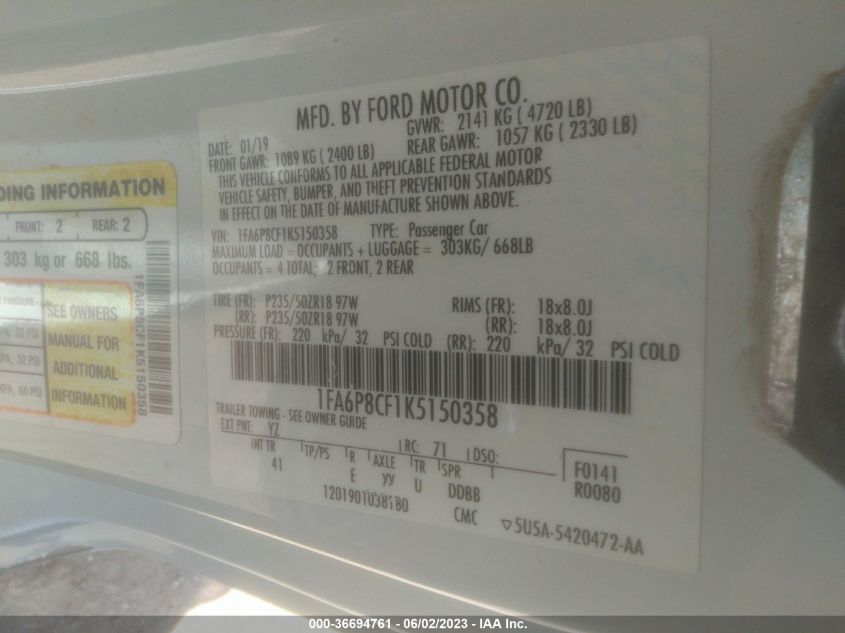 MFD. BY FORD MOTOR CO.
DATE: 01/19 GVWR: 2141 KG ( 4720 LB)
FRONT GAWR: 1089 KG ( 2400 LB) REAR GAWR: 1057 KG ( 2330 LB)
THIS VEHICLE CONFORMS TO ALL APPLICABLE FEDERAL MOTOR
VEHICLE SAFETY, BUMPER, AND THEFT PREVENTION STANDARDS
IN EFFECT ON THE DATE OF MANUFACTURE SHOWN ABOVE.
VIN: 1FA6P8CF1K5150358 TYPE: Passenger Car
MAXIMUM LOAD = OCCUPANTS + LUGGAGE = 303KG/ 668LB
OCCUPANTS = 4 TOTAL; 2 FRONT, 2 REAR
TIRE (FR): P235/50ZR18 97W RIMS (FR): 18x8.0J
(RR): P235/50ZR18 97W (RR): 18x8.0J
PRESSURE (FR): 220 kPa/ 32 PSI COLD (RR): 220 kPa/ 32 PSI COLD
1FA6P8CF1K5150358
TRAILER TOWING - SEE OWNER GUIDE
EXT PNT: YZ RC: 71 DSO:
INT TR TP/PS R AXLE TR SPR
41 E YY U DDBB
F0141
R0080
CMC
5U5A-5420472-AA
DING INFORMATION
FRONT: 2 REAR: 2
303 kg or 668 lbs.
PRESSURE
SEE OWNERS
MANUAL FOR
ADDITIONAL
INFORMATION
PA, 32 PSI
KPA, 60 PSI
1FA6P8CF1K5150358
000-36694761 - 06/02/2023 - IAA Inc.